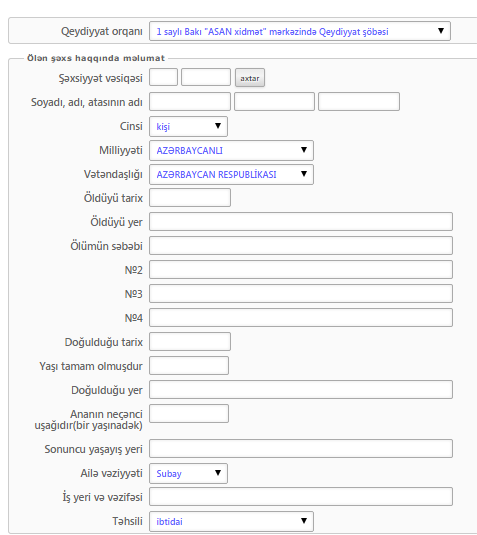 Qeydiyyat orqanı 1 saylı Bakı "ASAN xidmət" mərkəzində Qeydiyyat şöbəsi
Ölən şəxs haqqında məlumat
Şəxsiyyət vəsiqəsi axtar
Soyadı, adı, atasının adı
Cinsi kişi
Milliyyəti AZƏRBAYCANLI
Vətəndaşlığı AZƏRBAYCAN RESPUBLİKASI
Öldüyü tarix
Öldüyü yer
Ölümün səbəbi
№2
№3
№4
Doğulduğu tarix
Yaşı tamam olmuşdur
Doğulduğu yer
Ananın neçənci
uşağıdır(bir yaşınadək)
Sonuncu yaşayış yeri
Ailə vəziyyəti Subay
İş yeri və vəzifəsi
Təhsili ibtidai